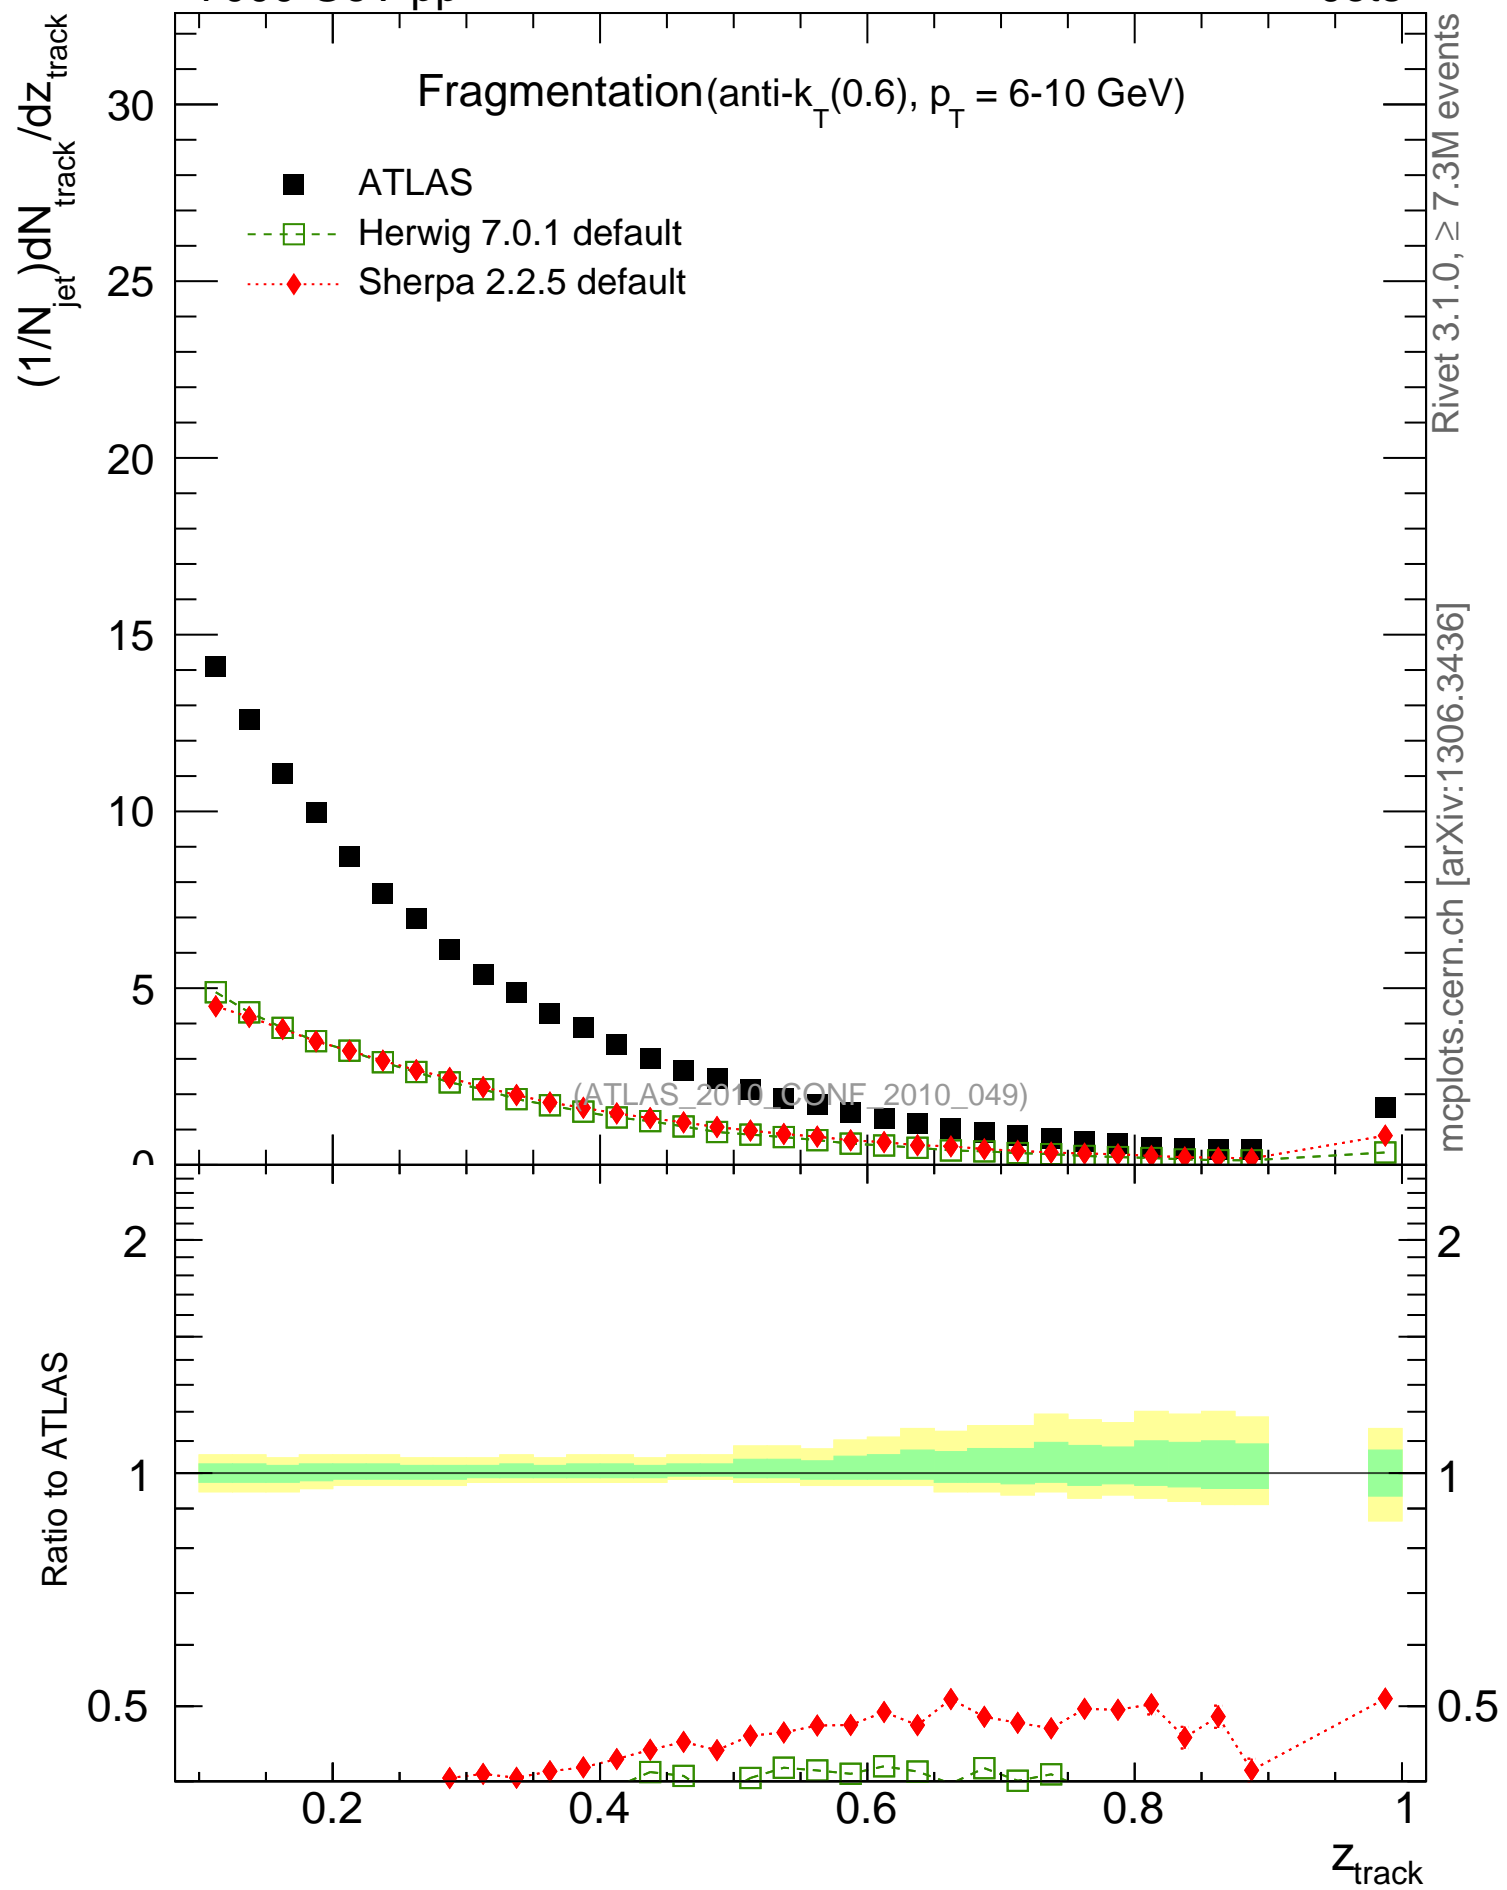 (1/N_jet)dN_track/dz_track
Fragmentation (anti-k_T(0.6), p_T = 6-10 GeV)
ATLAS
Herwig 7.0.1 default
Sherpa 2.2.5 default
30
25
20
15
10
5
0
(ATLAS_2010_CONF_2010_049)
Rivet 3.1.0, ≥ 7.3M events
mcplots.cern.ch [arXiv:1306.3436]
Ratio to ATLAS
2
1
0.5
2
1
0.5
0.2 0.4 0.6 0.8 1
z_track